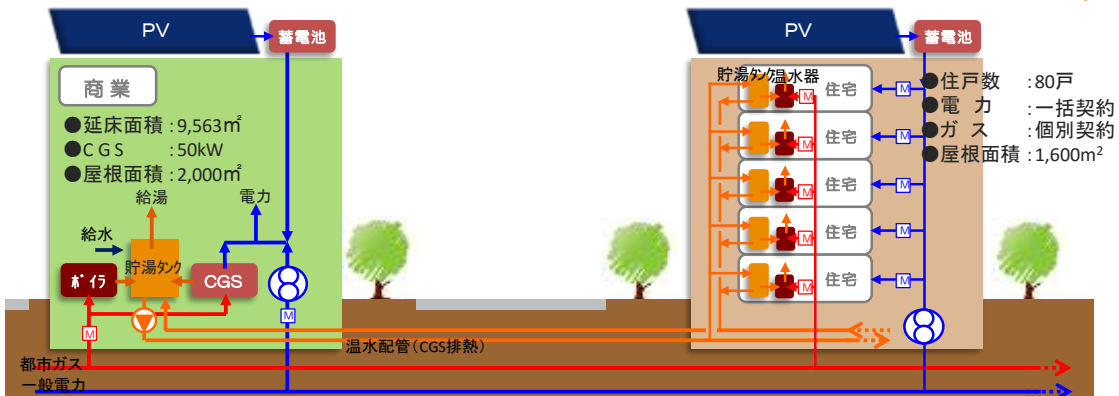 PV
蓄電池
商業
●延床面積：9,563㎡
●ＣＧＳ ：50kW
●屋根面積：2,000㎡
給湯
電力
給水
ボイラ
貯湯タンク
CGS
M
M
PV
蓄電池
貯湯タンク
温水器
M
住宅
M
M
住宅
M
M
住宅
M
M
住宅
M
M
住宅
M
●住戸数 ：80戸
●電力 ：一括契約
●ガス ：個別契約
●屋根面積：1,600m²
温水配管（CGS排熱）
都市ガス
一般電力